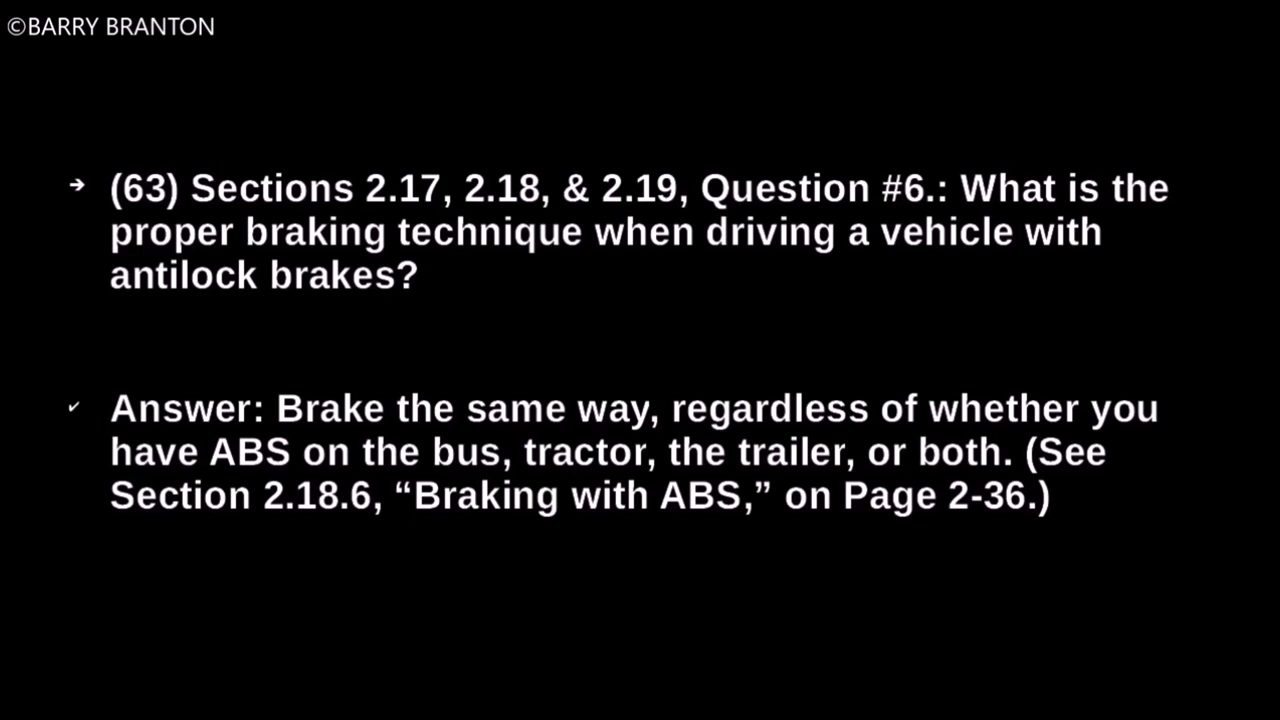 ©BARRY BRANTON
➔ (63) Sections 2.17, 2.18, & 2.19, Question #6.: What is the
proper braking technique when driving a vehicle with
antilock brakes?
✓ Answer: Brake the same way, regardless of whether you
have ABS on the bus, tractor, the trailer, or both. (See
Section 2.18.6, “Braking with ABS,” on Page 2-36.)